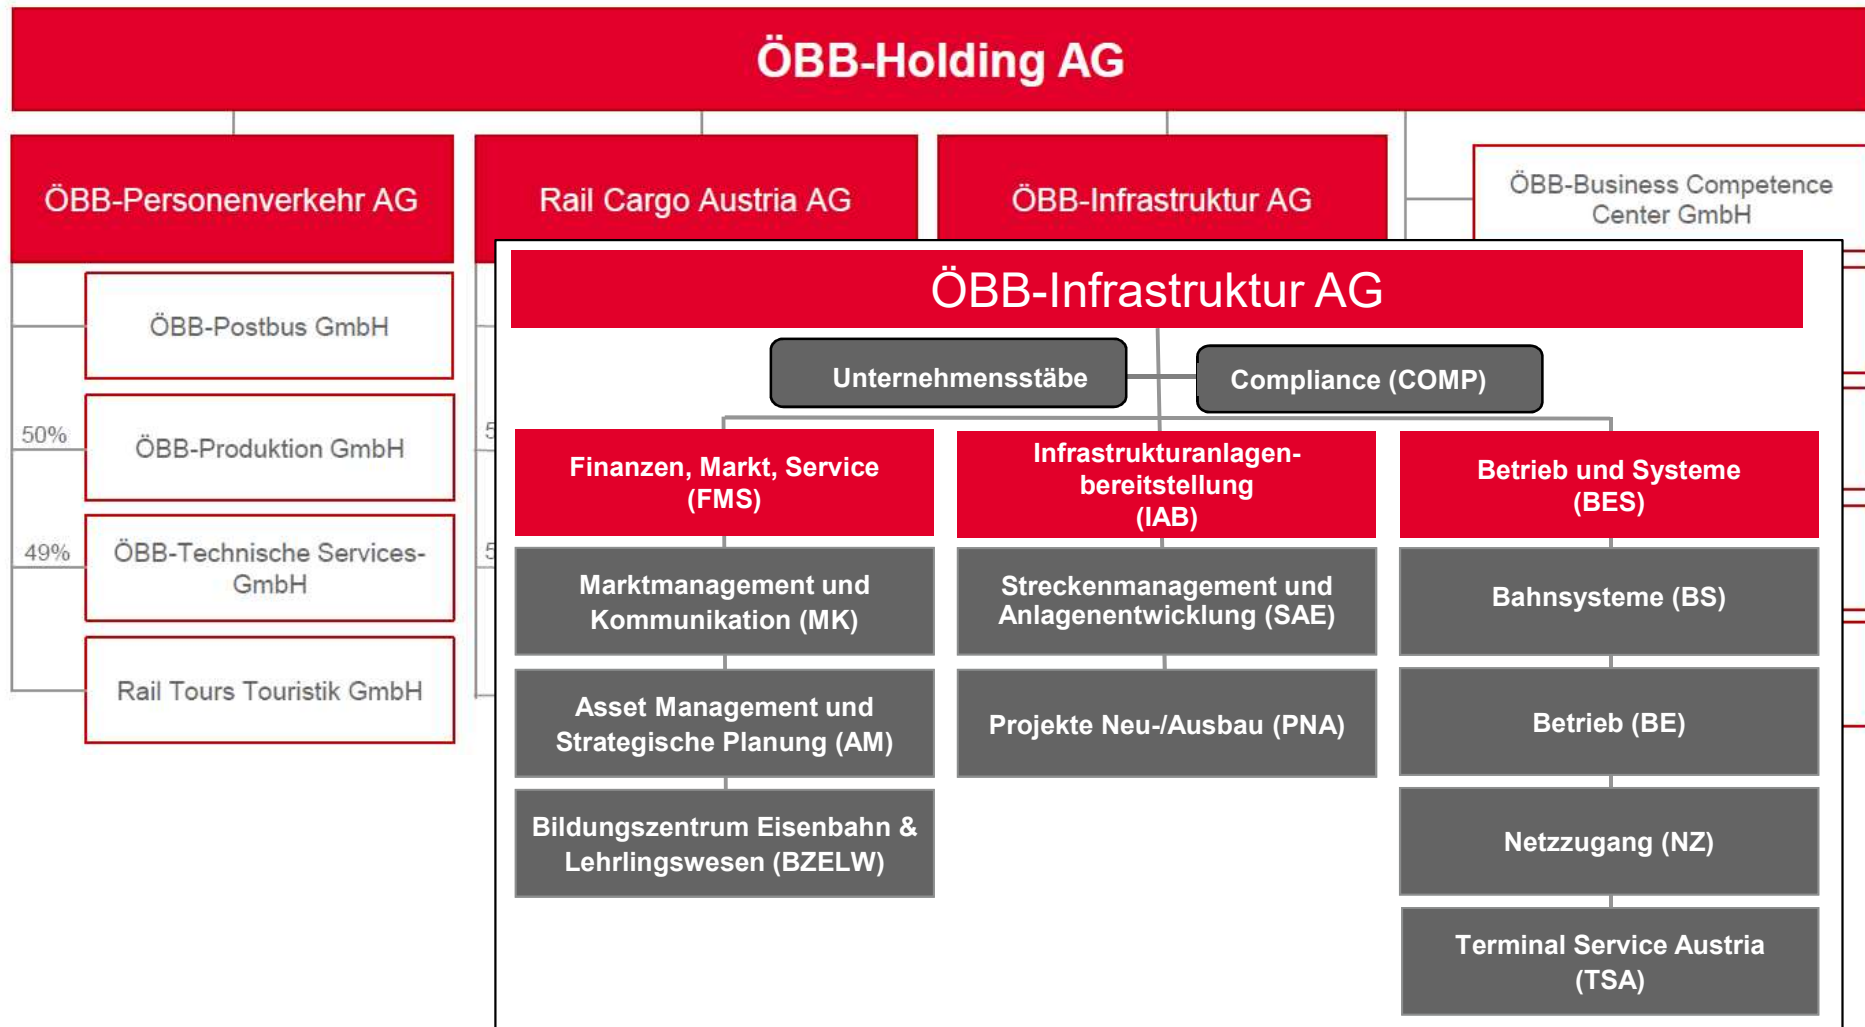 ÖBB-Holding AG
ÖBB-Personenverkehr AG
Rail Cargo Austria AG
ÖBB-Infrastruktur AG
ÖBB-Business Competence
Center GmbH
ÖBB-Postbus GmbH
50%
ÖBB-Produktion GmbH
49%
ÖBB-Technische Services-
GmbH
Rail Tours Touristik GmbH
ÖBB-Infrastruktur AG
Unternehmensstäbe
Compliance (COMP)
Finanzen, Markt, Service
(FMS)
Marktmanagement und
Kommunikation (MK)
Asset Management und
Strategische Planung (AM)
Bildungszentrum Eisenbahn &
Lehrlingswesen (BZELW)
Infrastrukturanlagen-
bereitstellung
(IAB)
Streckenmanagement und
Anlagenentwicklung (SAE)
Projekte Neu-/Ausbau (PNA)
Betrieb und Systeme
(BES)
Bahnsysteme (BS)
Betrieb (BE)
Netzzugang (NZ)
Terminal Service Austria
(TSA)